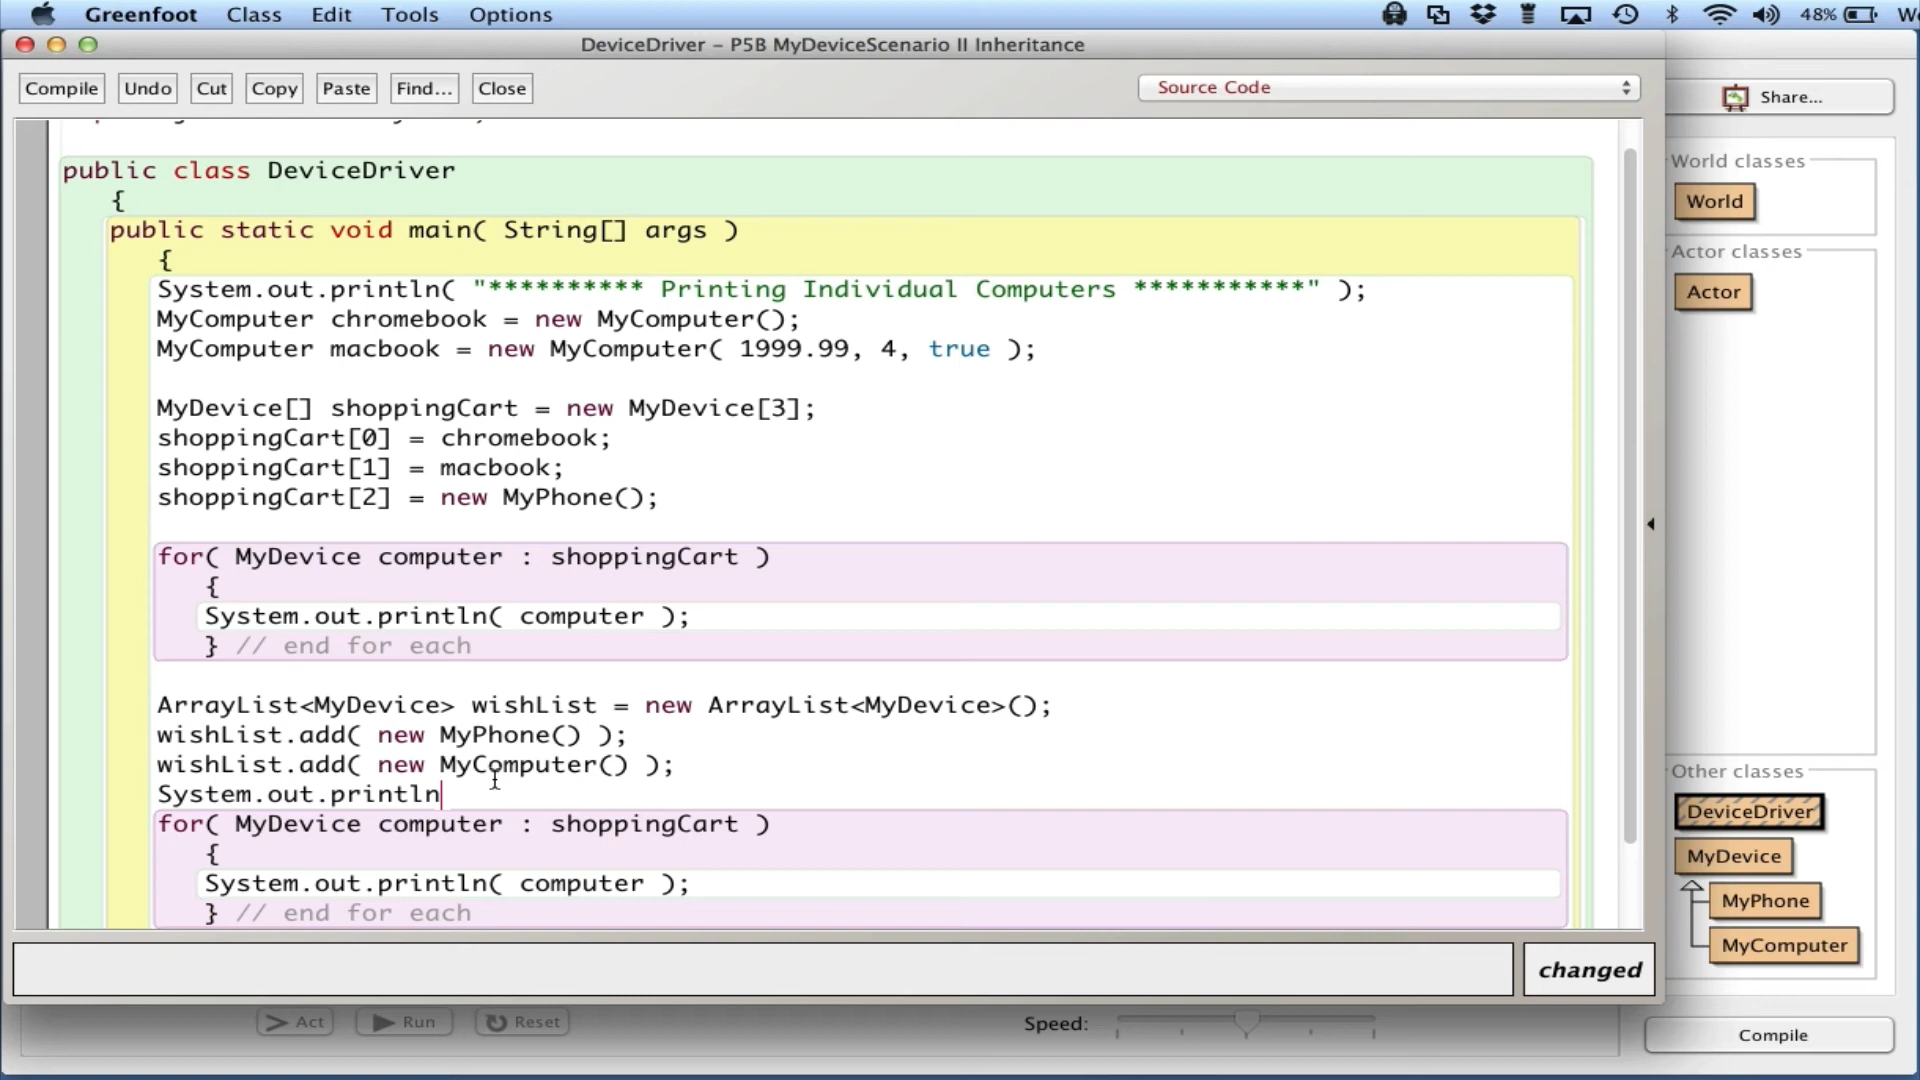 Greenfoot Class Edit Tools Options 48%
DeviceDriver – P5B MyDeviceScenario II Inheritance
Compile Undo Cut Copy Paste Find... Close Source Code
Share...
public class DeviceDriver
{
public static void main( String[] args )
{
System.out.println( "********** Printing Individual Computers ***********" );
MyComputer chromebook = new MyComputer();
MyComputer macbook = new MyComputer( 1999.99, 4, true );
MyDevice[] shoppingCart = new MyDevice[3];
shoppingCart[0] = chromebook;
shoppingCart[1] = macbook;
shoppingCart[2] = new MyPhone();
for( MyDevice computer : shoppingCart )
{
System.out.println( computer );
} // end for each
ArrayList<MyDevice> wishList = new ArrayList<MyDevice>();
wishList.add( new MyPhone() );
wishList.add( new MyComputer() );
System.out.println
for( MyDevice computer : shoppingCart )
{
System.out.println( computer );
} // end for each
changed
World classes
World
Actor classes
Actor
Other classes
DeviceDriver
MyDevice
MyPhone
MyComputer
Act Run Reset Speed:
Compile